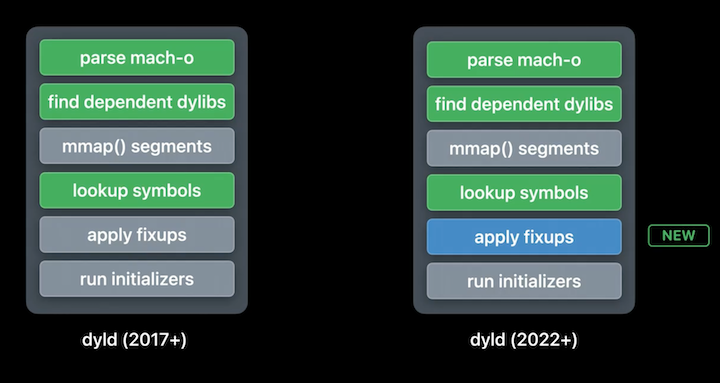 parse mach-o
find dependent dylibs
mmap() segments
lookup symbols
apply fixups
run initializers
dyld (2017+)
parse mach-o
find dependent dylibs
mmap() segments
lookup symbols
apply fixups
NEW
run initializers
dyld (2022+)